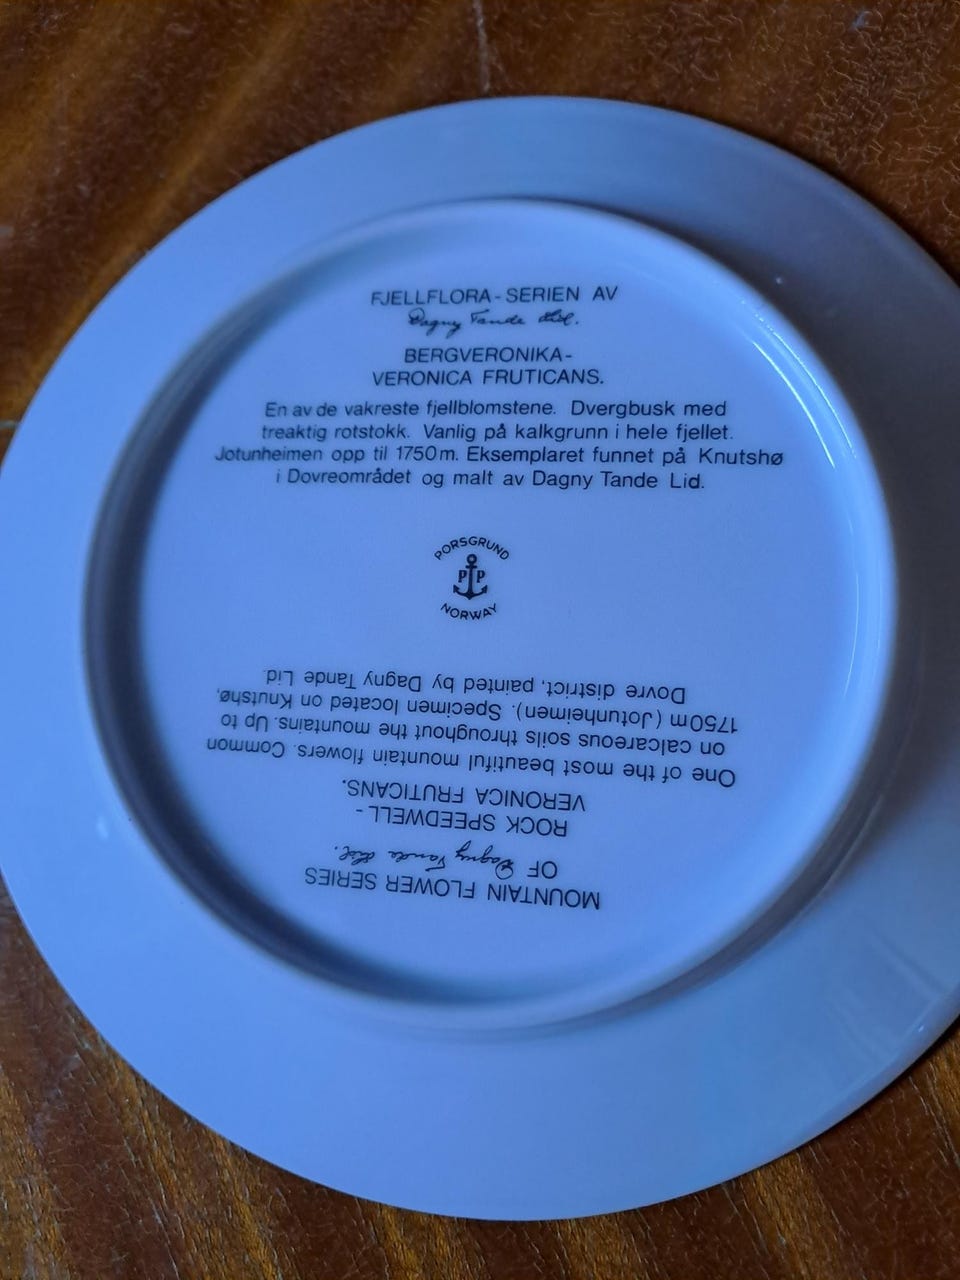 FJELLFLORA-SERIEN AV
Dagny Tande Lid.
BERGVERONIKA-
VERONICA FRUTICANS.
En av de vakreste fjellblomstene. Dvergbusk med
treaktig rotstokk. Vanlig på kalkgrunn i hele fjellet.
Jotunheimen opp til 1750m. Eksemplaret funnet på Knutshø
i Dovreområdet og malt av Dagny Tande Lid.
PORSGRUND
PP
NORWAY
MOUNTAIN FLOWER SERIES
OF Dagny Tande Lid.
ROCK SPEEDWELL-
VERONICA FRUTICANS.
One of the most beautiful mountain flowers. Common
on calcareous soils throughout the mountains. Up to
1750m (Jotunheimen). Specimen located on Knutshø,
Dovre district, painted by Dagny Tande Lid.